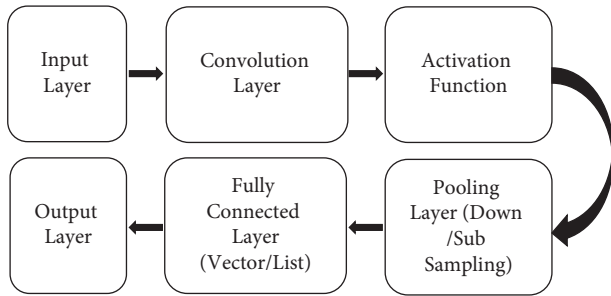 Input
Layer
Convolution
Layer
Activation
Function
Output
Layer
Fully
Connected
Layer
(Vector/List)
Pooling
Layer (Down
/Sub
Sampling)